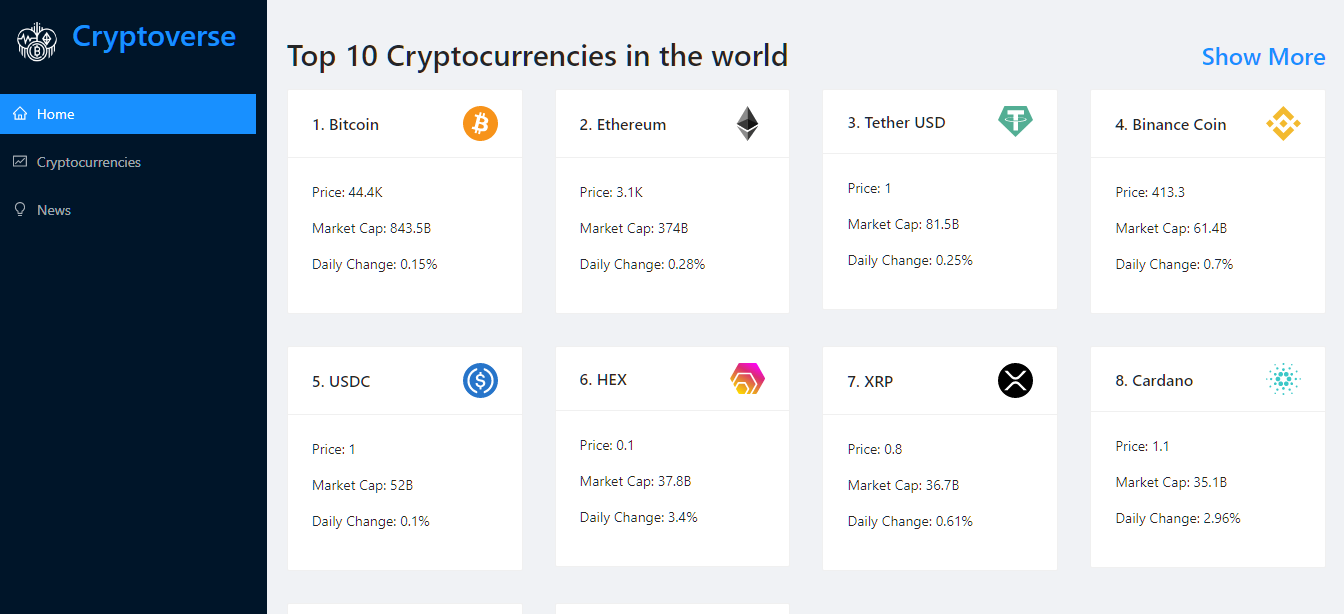 Cryptoverse
Home
Cryptocurrencies
News
Top 10 Cryptocurrencies in the world
Show More
1. Bitcoin
Price: 44.4K
Market Cap: 843.5B
Daily Change: 0.15%
2. Ethereum
Price: 3.1K
Market Cap: 374B
Daily Change: 0.28%
3. Tether USD
Price: 1
Market Cap: 81.5B
Daily Change: 0.25%
4. Binance Coin
Price: 413.3
Market Cap: 61.4B
Daily Change: 0.7%
5. USDC
Price: 1
Market Cap: 52B
Daily Change: 0.1%
6. HEX
Price: 0.1
Market Cap: 37.8B
Daily Change: 3.4%
7. XRP
Price: 0.8
Market Cap: 36.7B
Daily Change: 0.61%
8. Cardano
Price: 1.1
Market Cap: 35.1B
Daily Change: 2.96%